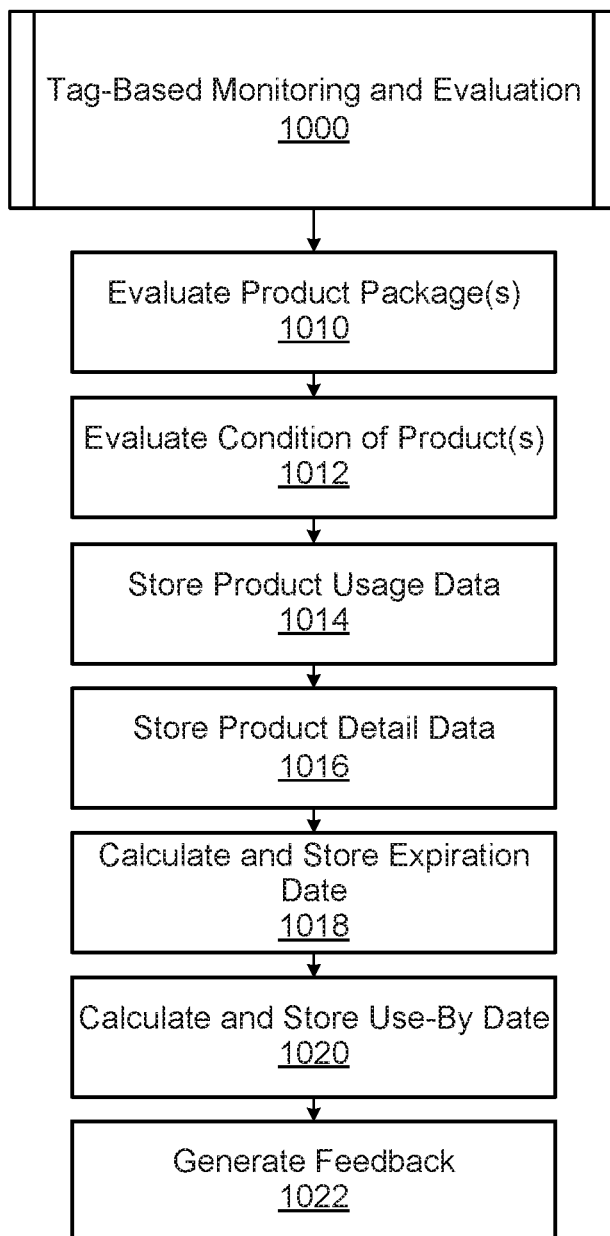 Tag-Based Monitoring and Evaluation
1000
Evaluate Product Package(s)
1010
Evaluate Condition of Product(s)
1012
Store Product Usage Data
1014
Store Product Detail Data
1016
Calculate and Store Expiration
Date
1018
Calculate and Store Use-By Date
1020
Generate Feedback
1022